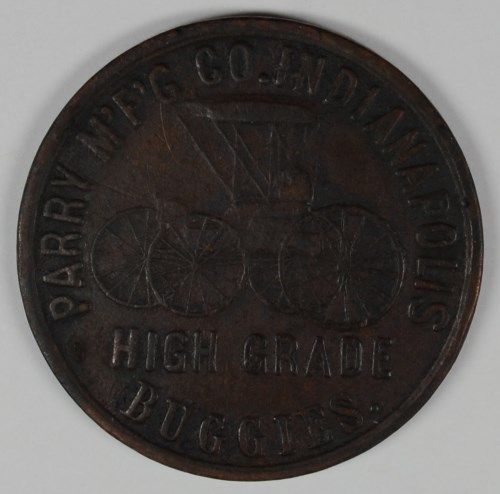 PARRY M'F'G CO. INDIANAPOLIS
HIGH GRADE
BUGGIES.